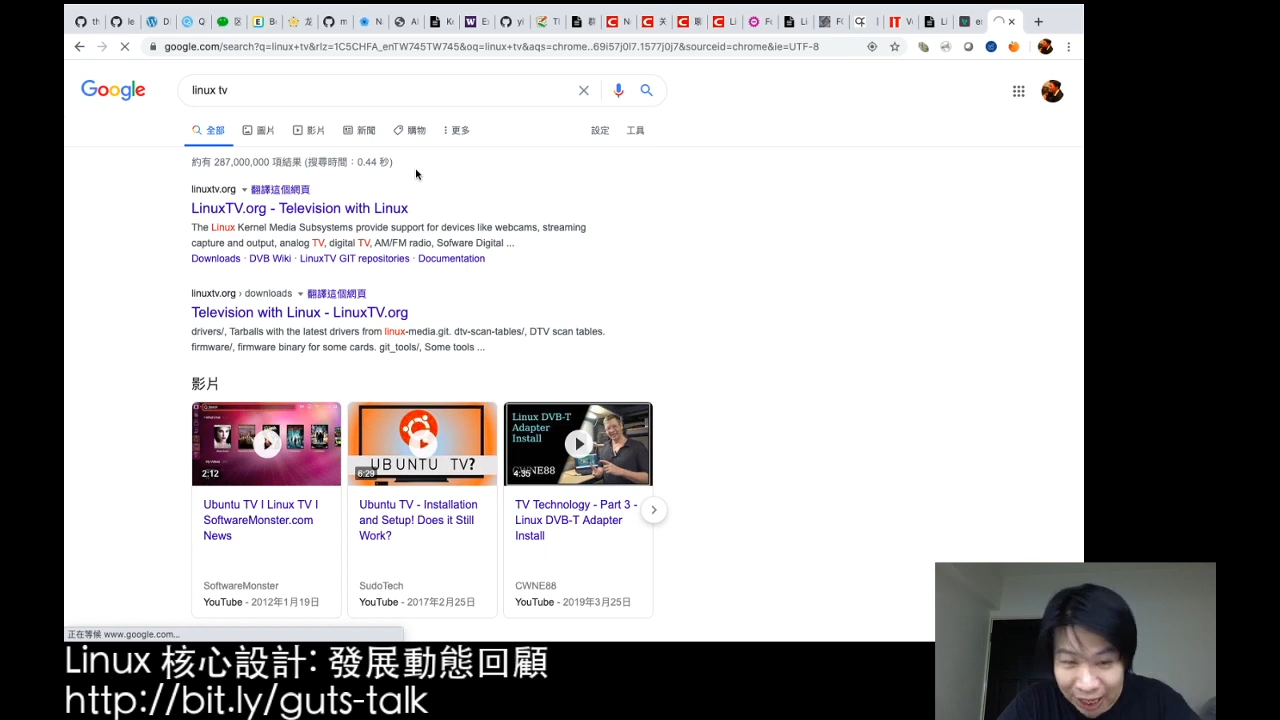 google.com/search?q=linux+tv&rlz=1C5CHFA_enTW745TW745&oq=linux+tv&aqs=chrome..69i57j0l7.1577j0j7&sourceid=chrome&ie=UTF-8
Google
linux tv
全部 圖片 影片 新聞 購物 更多 設定 工具
約有 287,000,000 項結果 (搜尋時間：0.44 秒)
linuxtv.org 翻譯這個網頁
LinuxTV.org - Television with Linux
The Linux Kernel Media Subsystems provide support for devices like webcams, streaming
capture and output, analog TV, digital TV, AM/FM radio, Sofware Digital ...
Downloads · DVB Wiki · LinuxTV GIT repositories · Documentation
linuxtv.org › downloads 翻譯這個網頁
Television with Linux - LinuxTV.org
drivers/, Tarballs with the latest drivers from linux-media.git. dtv-scan-tables/, DTV scan tables.
firmware/, firmware binary for some cards. git_tools/, Some tools ...
影片
2:12
UBUNTU TV?
6:29
Linux DVB-T
Adapter
Install
CWNE88
4:35
Ubuntu TV I Linux TV I
SoftwareMonster.com
News
SoftwareMonster
YouTube - 2012年1月19日
Ubuntu TV - Installation
and Setup! Does it Still
Work?
SudoTech
YouTube - 2017年2月25日
TV Technology - Part 3 -
Linux DVB-T Adapter
Install
CWNE88
YouTube - 2019年3月25日
正在等候 www.google.com...
Linux 核心設計: 發展動態回顧
http://bit.ly/guts-talk